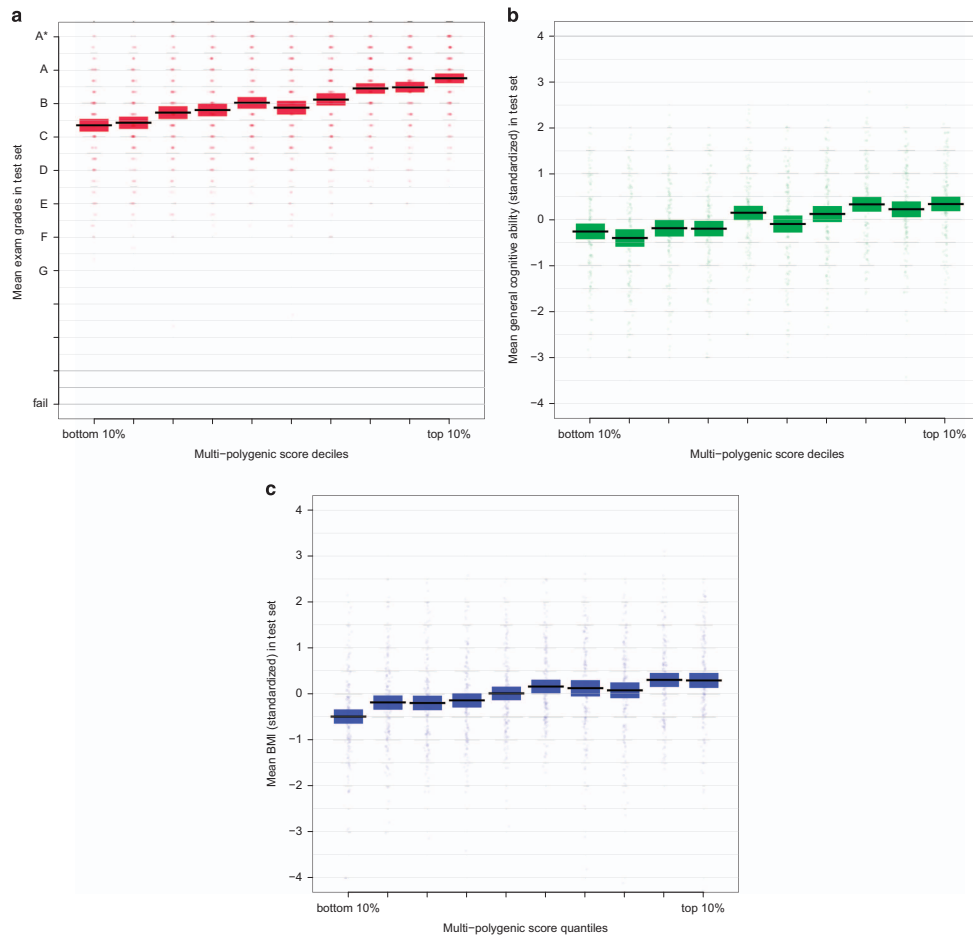 a
Mean exam grades in test set
A*
A
B
C
D
E
F
G
fail
bottom 10%
top 10%
Multi−polygenic score deciles
b
Mean general cognitive ability (standardized) in test set
4
3
2
1
0
−1
−2
−3
−4
bottom 10%
top 10%
Multi−polygenic score deciles
c
Mean BMI (standardized) in test set
4
3
2
1
0
−1
−2
−3
−4
bottom 10%
top 10%
Multi−polygenic score quantiles